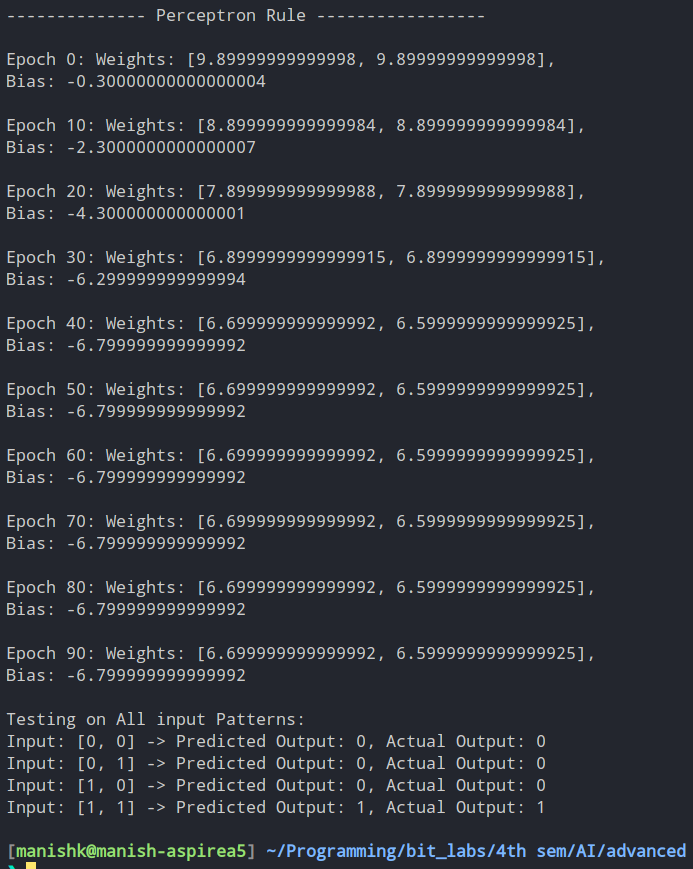 -------------- Perceptron Rule -----------------
Epoch 0: Weights: [9.89999999999998, 9.89999999999998],
Bias: -0.30000000000000004
Epoch 10: Weights: [8.899999999999984, 8.899999999999984],
Bias: -2.3000000000000007
Epoch 20: Weights: [7.899999999999988, 7.899999999999988],
Bias: -4.300000000000001
Epoch 30: Weights: [6.8999999999999915, 6.8999999999999915],
Bias: -6.299999999999994
Epoch 40: Weights: [6.699999999999992, 6.5999999999999925],
Bias: -6.799999999999992
Epoch 50: Weights: [6.699999999999992, 6.5999999999999925],
Bias: -6.799999999999992
Epoch 60: Weights: [6.699999999999992, 6.5999999999999925],
Bias: -6.799999999999992
Epoch 70: Weights: [6.699999999999992, 6.5999999999999925],
Bias: -6.799999999999992
Epoch 80: Weights: [6.699999999999992, 6.5999999999999925],
Bias: -6.799999999999992
Epoch 90: Weights: [6.699999999999992, 6.5999999999999925],
Bias: -6.799999999999992
Testing on All input Patterns:
Input: [0, 0] -> Predicted Output: 0, Actual Output: 0
Input: [0, 1] -> Predicted Output: 0, Actual Output: 0
Input: [1, 0] -> Predicted Output: 0, Actual Output: 0
Input: [1, 1] -> Predicted Output: 1, Actual Output: 1
[manishk@manish-aspirea5] ~/Programming/bit_labs/4th sem/AI/advanced